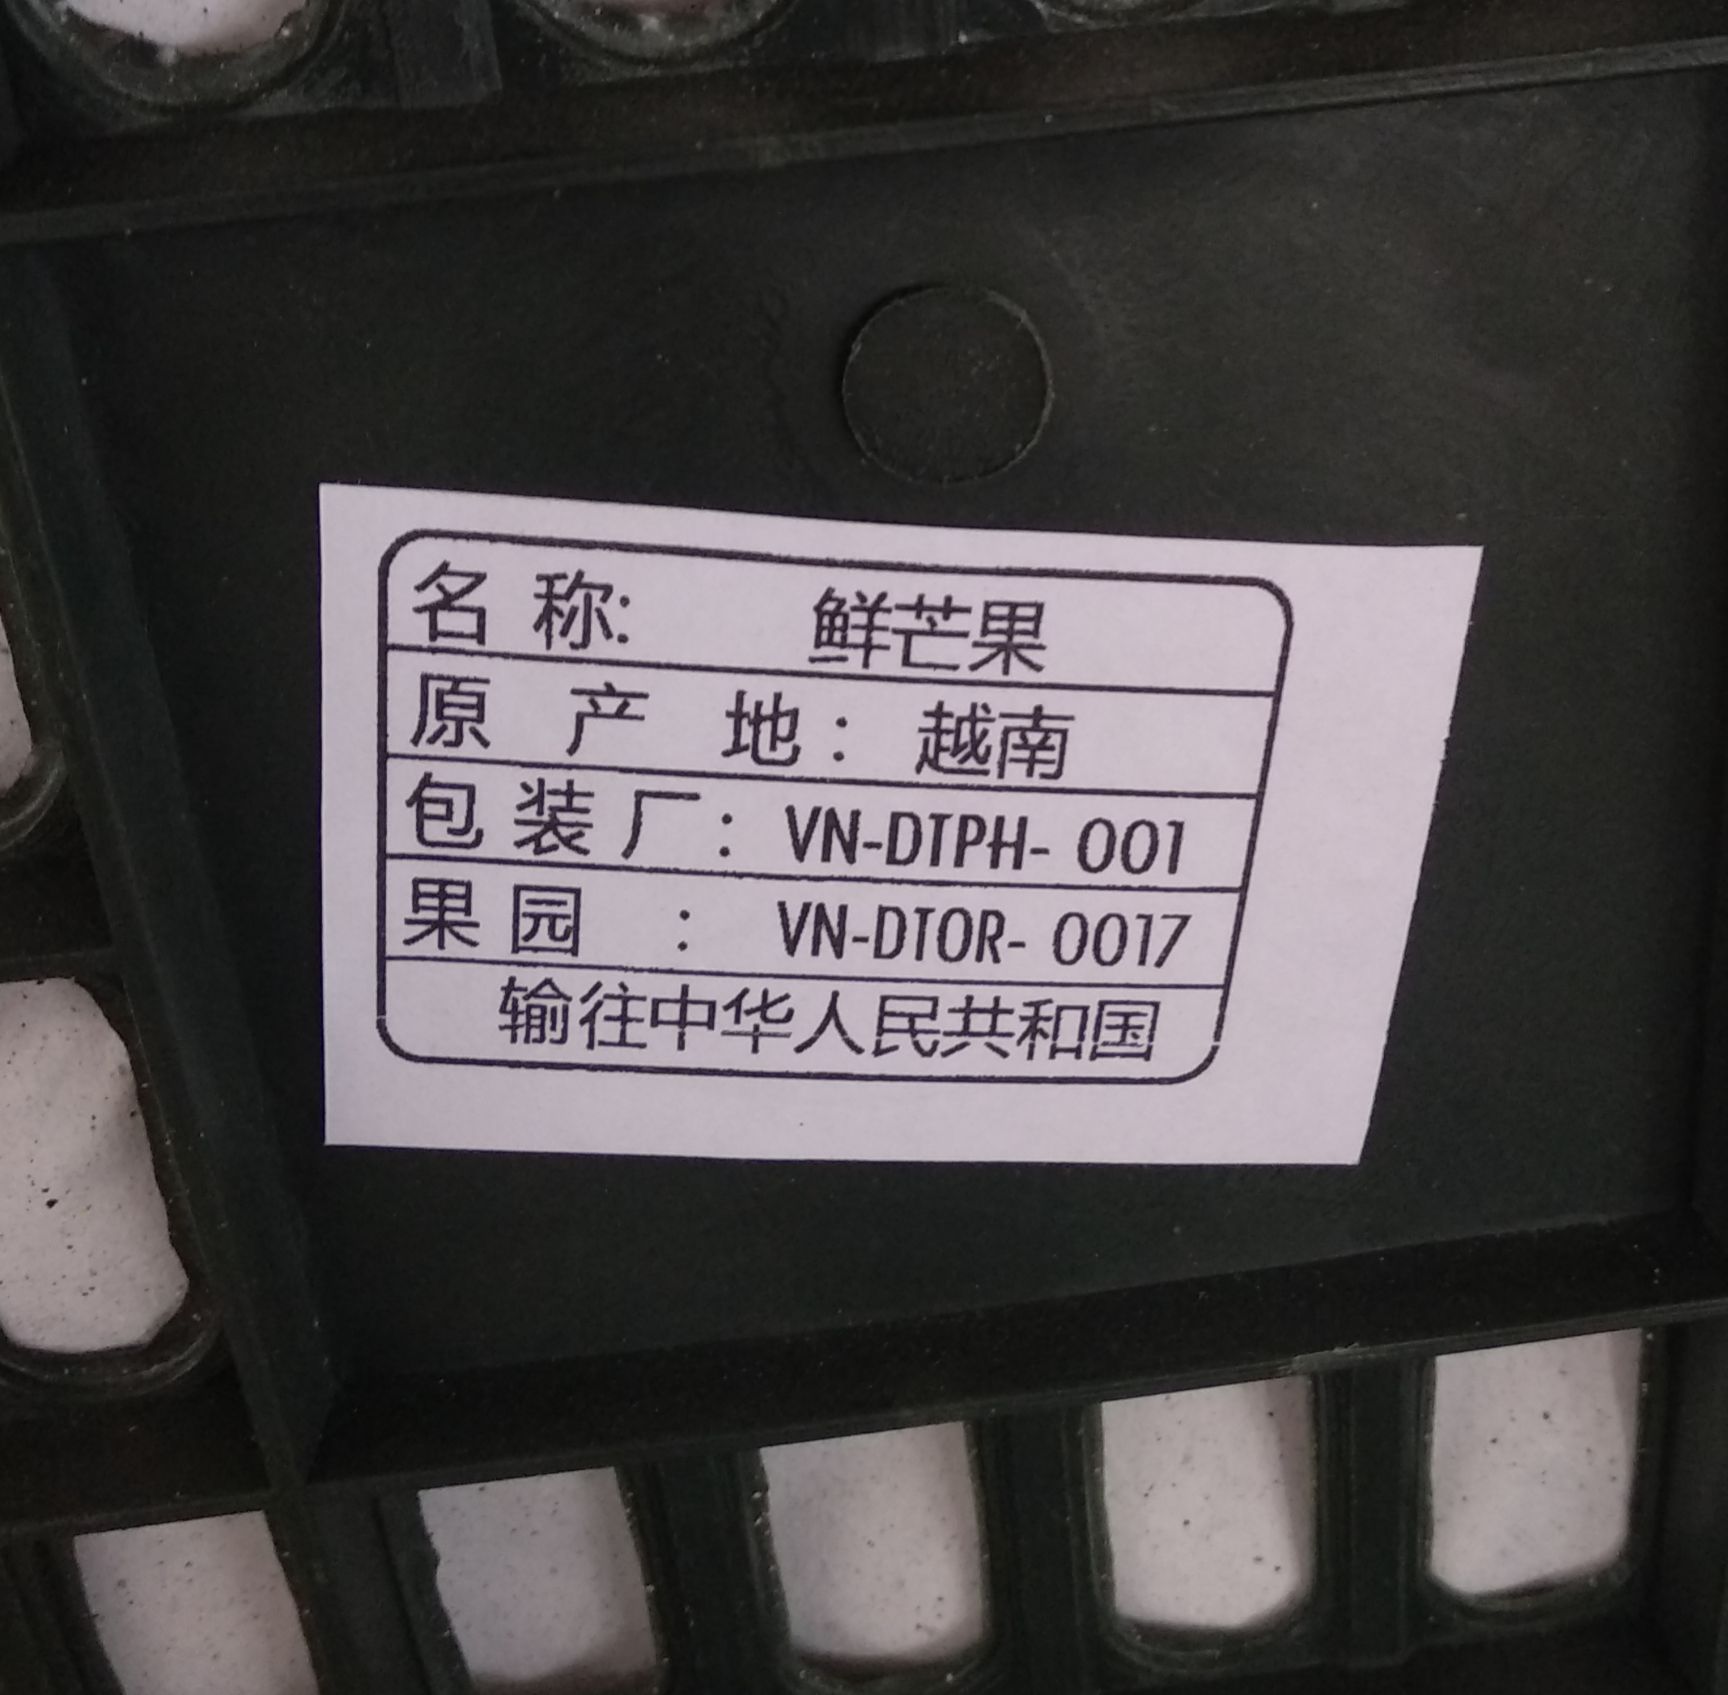 名称: 鲜芒果
原产地: 越南
包装厂: VN-DTPH- 001
果园: VN-DTOR- 0017
输往中华人民共和国